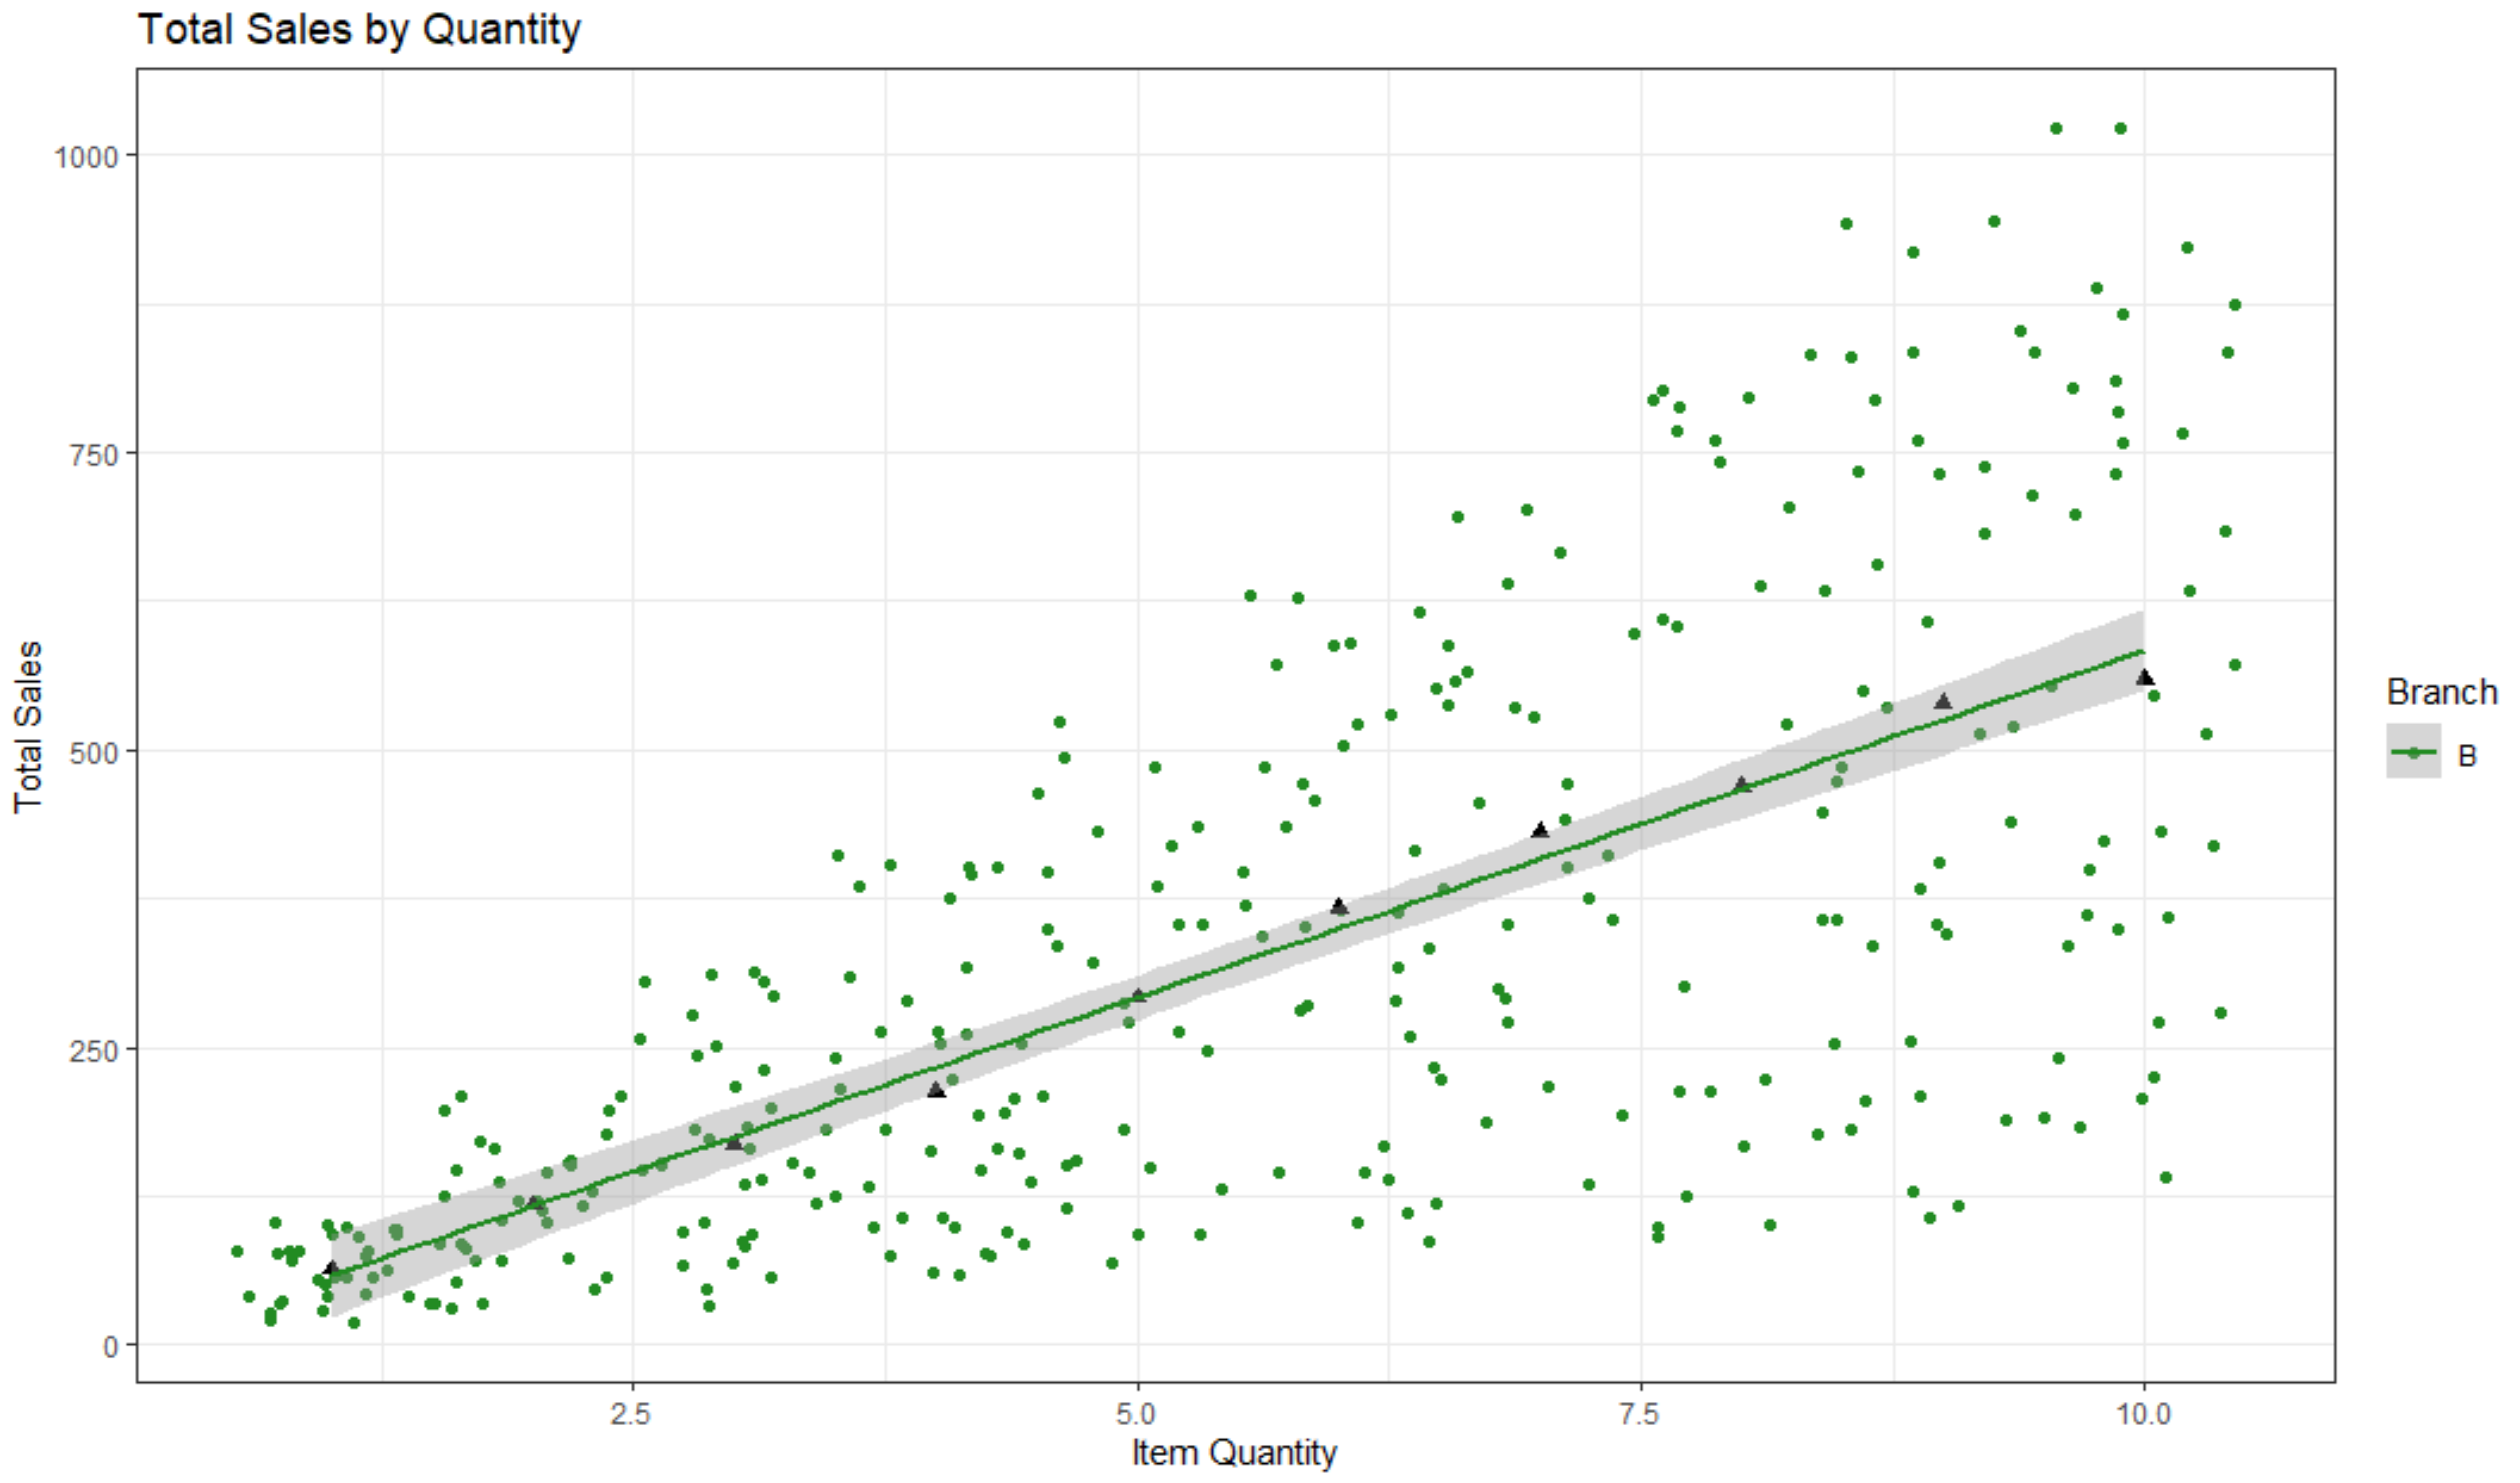 Total Sales by Quantity
1000
750
500
250
0
Total Sales
2.5 5.0 7.5 10.0
Item Quantity
Branch
B